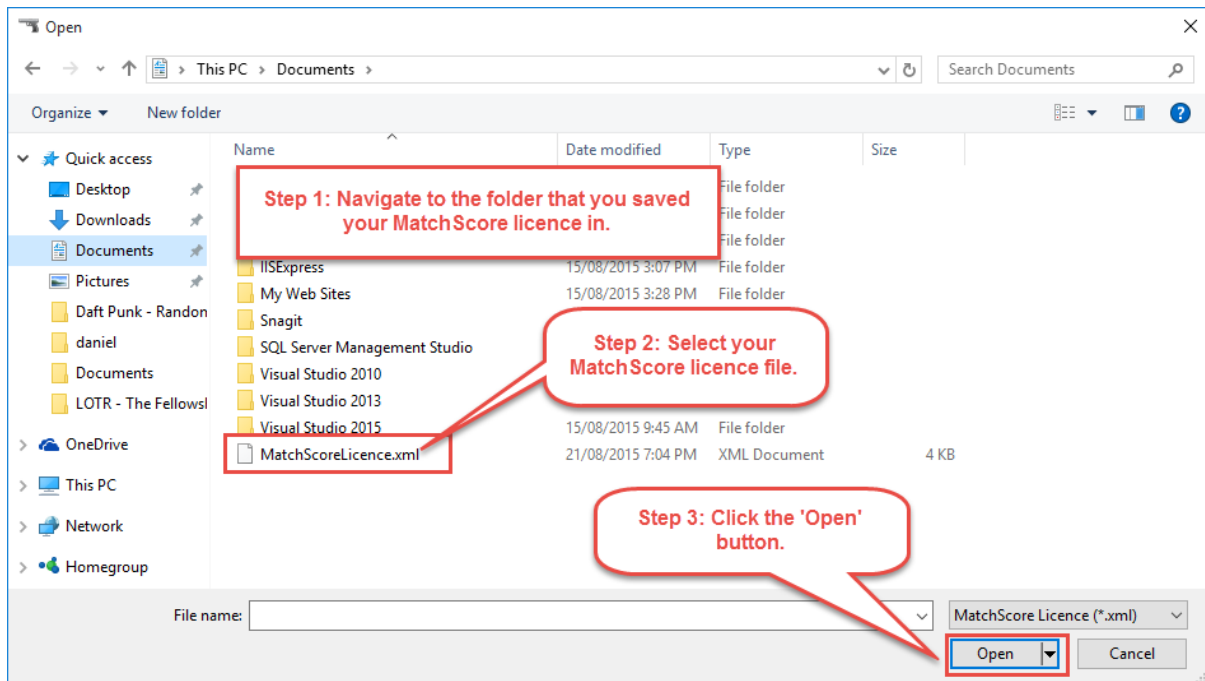 Open
This PC > Documents >
Search Documents
Organize
New folder
Name
Date modified
Type
Size
Quick access
Desktop
Downloads
Documents
Pictures
Daft Punk - Randon
daniel
Documents
LOTR - The Fellows
OneDrive
This PC
Network
Homegroup
Step 1: Navigate to the folder that you saved
your MatchScore licence in.
File folder
File folder
File folder
IISExpress 15/08/2015 3:07 PM File folder
My Web Sites 15/08/2015 3:28 PM File folder
Snagit
SQL Server Management Studio
Visual Studio 2010
Visual Studio 2013
Visual Studio 2015 15/08/2015 9:45 AM File folder
MatchScoreLicence.xml 21/08/2015 7:04 PM XML Document 4 KB
Step 2: Select your
MatchScore licence file.
Step 3: Click the 'Open'
button.
File name:
MatchScore Licence (*.xml)
Open
Cancel